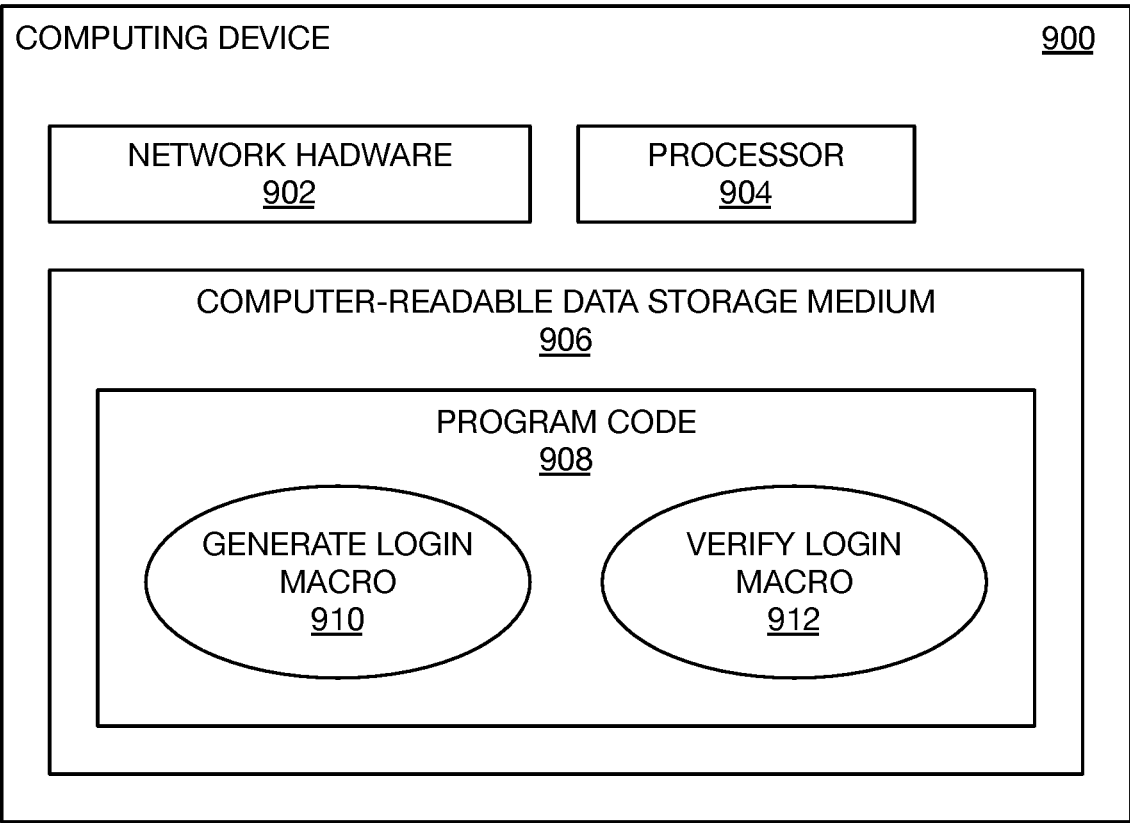 COMPUTING DEVICE 900
NETWORK HADWARE
902
PROCESSOR
904
COMPUTER-READABLE DATA STORAGE MEDIUM
906
PROGRAM CODE
908
GENERATE LOGIN
MACRO
910
VERIFY LOGIN
MACRO
912